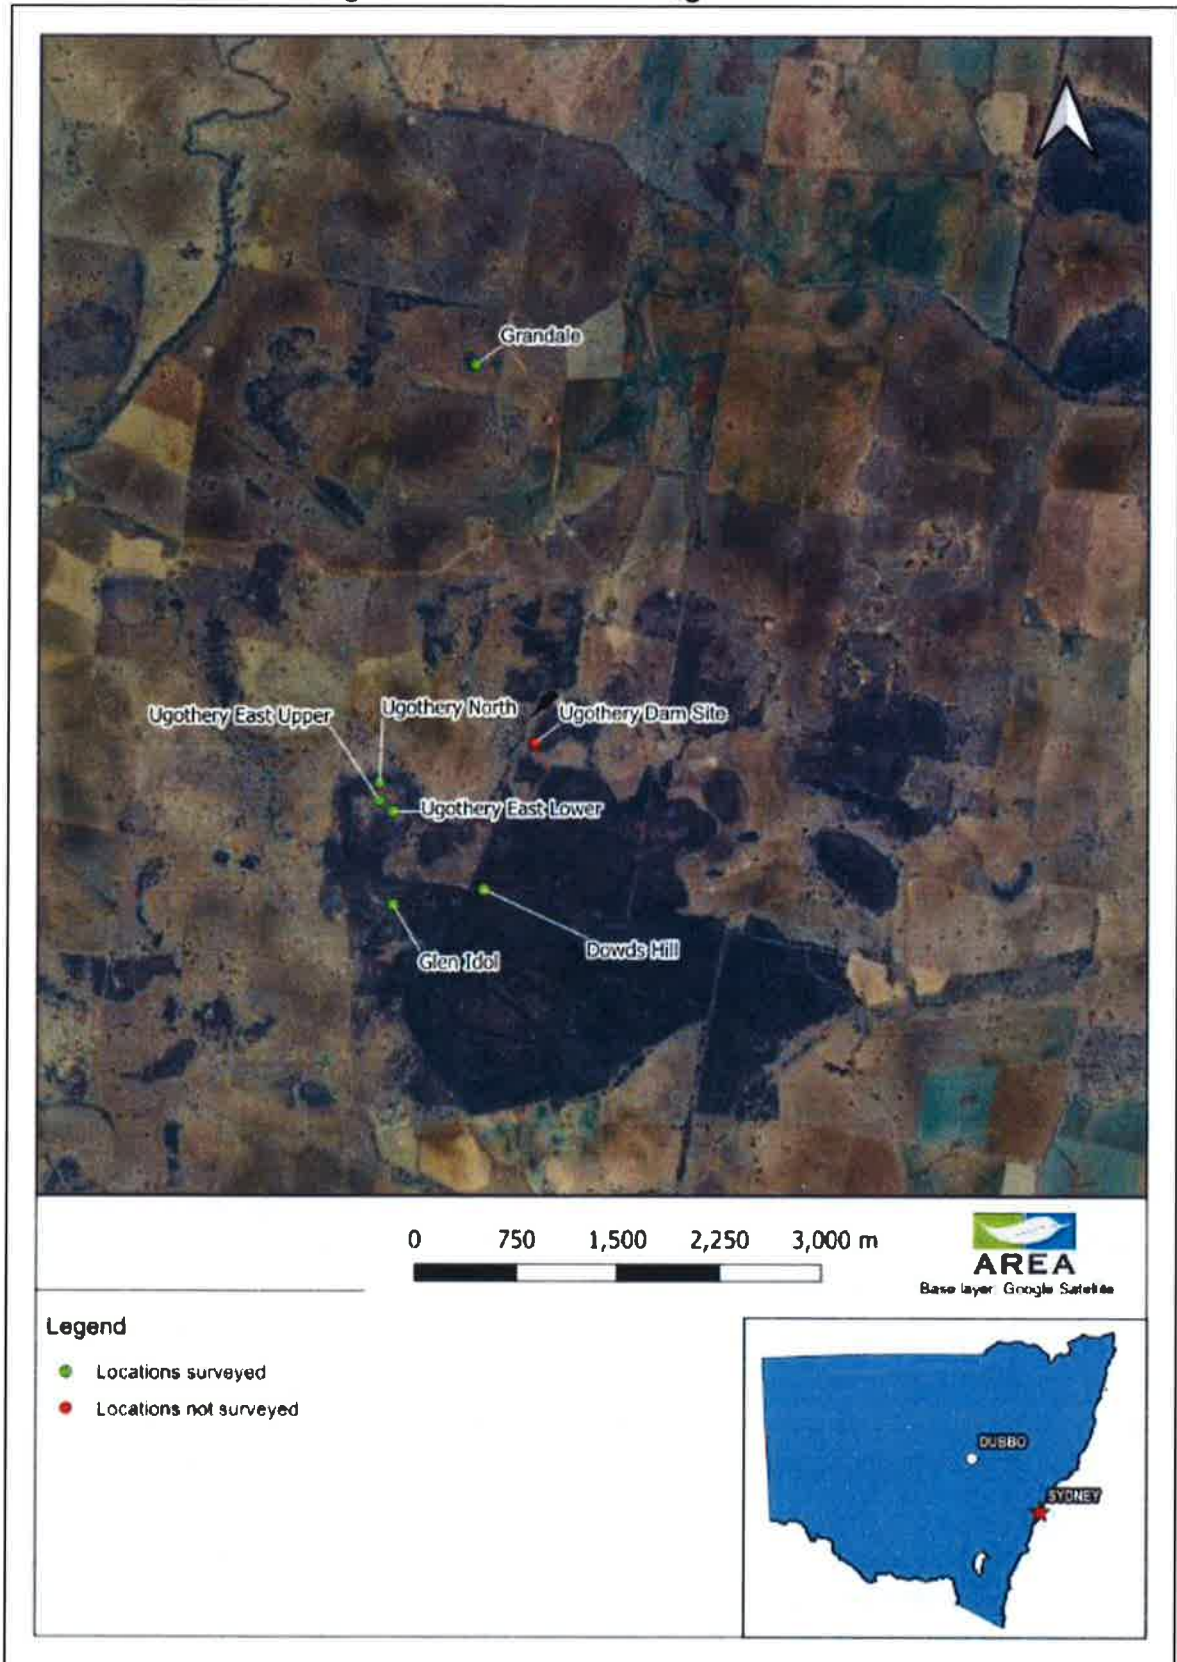 Grandale
Ugothery North
Ugothery East Upper
Ugothery Dam Site
Ugothery East Lower
Dowds Hill
Glen Idol
0 750 1,500 2,250 3,000 m
AREA
Base layer: Google Satellite
Legend
Locations surveyed
Locations not surveyed
DUBBO
SYDNEY